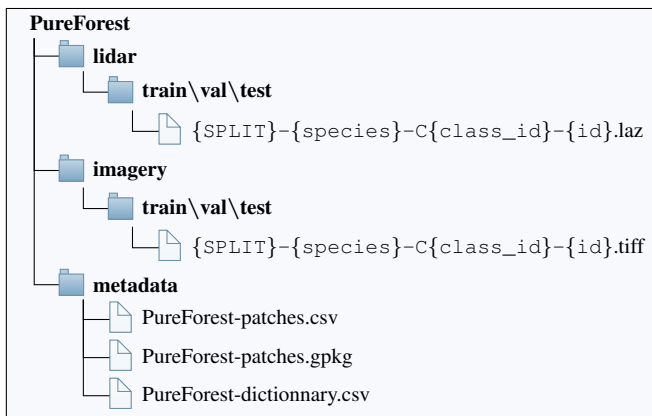 PureForest
lidar
train\val\test
{SPLIT}-{species}-C{class_id}-{id}.laz
imagery
train\val\test
{SPLIT}-{species}-C{class_id}-{id}.tiff
metadata
PureForest-patches.csv
PureForest-patches.gpkg
PureForest-dictionnary.csv